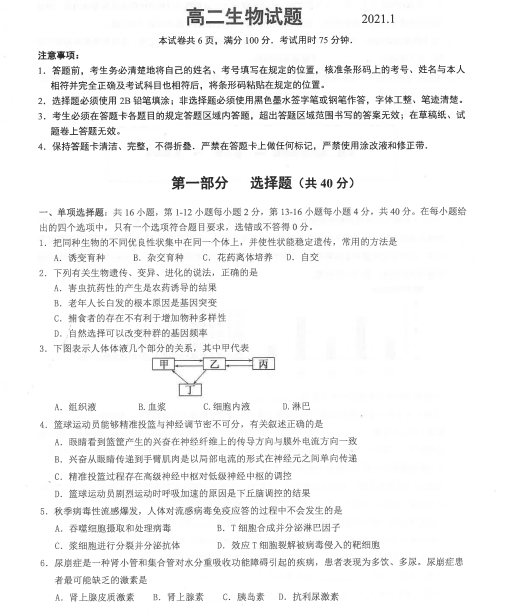 高二生物试题 2021.1
本试卷共 6 页，满分 100 分．考试用时 75 分钟．
注意事项：
1．答题前，考生务必清楚地将自己的姓名、考号填写在规定的位置，核准条形码上的考号、姓名与本人
相符并完全正确及考试科目也相符后，将条形码粘贴在规定的位置。
2．选择题必须使用 2B 铅笔填涂；非选择题必须使用黑色墨水签字笔或钢笔作答，字体工整、笔迹清楚。
3．考生必须在答题卡各题目的规定答题区域内答题，超出答题区域范围书写的答案无效；在草稿纸、试
题卷上答题无效。
4．保持答题卡清洁、完整，不得折叠．严禁在答题卡上做任何标记，严禁使用涂改液和修正带．
第一部分 选择题（共 40 分）
一、单项选择题：共 16 小题，第 1-12 小题每小题 2 分，第 13-16 小题每小题 4 分，共 40 分。在每小题给
出的四个选项中，只有一个选项符合题目要求，选错或不答得 0 分。
1．把同种生物的不同优良性状集中在同一个体上，并使性状能稳定遗传，常用的方法是
A．诱变育种 B．杂交育种 C．花药离体培养 D．自交
2．下列有关生物遗传、变异、进化的说法，正确的是
A．害虫抗药性的产生是农药诱导的结果
B．老年人长白发的根本原因是基因突变
C．捕食者的存在不有利于增加物种多样性
D．自然选择可以改变种群的基因频率
3．下图表示人体体液几个部分的关系，其中甲代表
甲 乙 丙
丁
A．组织液 B.血浆 C.细胞内液 D.淋巴
4．篮球运动员能够精准投篮与神经调节密不可分，有关叙述正确的是
A．眼睛看到篮筐产生的兴奋在神经纤维上的传导方向与膜外电流方向一致
B．兴奋从眼睛传递到手臂肌肉是以局部电流的形式在神经元之间单向传递
C．精准投篮过程存在高级神经中枢对低级神经中枢的调控
D．篮球运动员剧烈运动时呼吸加速的原因是下丘脑调控的结果
5．秋季病毒性流感爆发，人体对流感病毒免疫应答的过程中不会发生的是
A．吞噬细胞摄取和处理病毒 B．T 细胞合成并分泌淋巴因子
C．浆细胞进行分裂并分泌抗体 D．效应 T 细胞裂解被病毒侵入的靶细胞
6．尿崩症是一种肾小管和集合管对水分重吸收功能障碍引起的疾病，患者表现为多饮、多尿，尿崩症患
者最可能缺乏的激素是
A．肾上腺皮质激素 B．肾上腺素 C．胰岛素 D．抗利尿激素